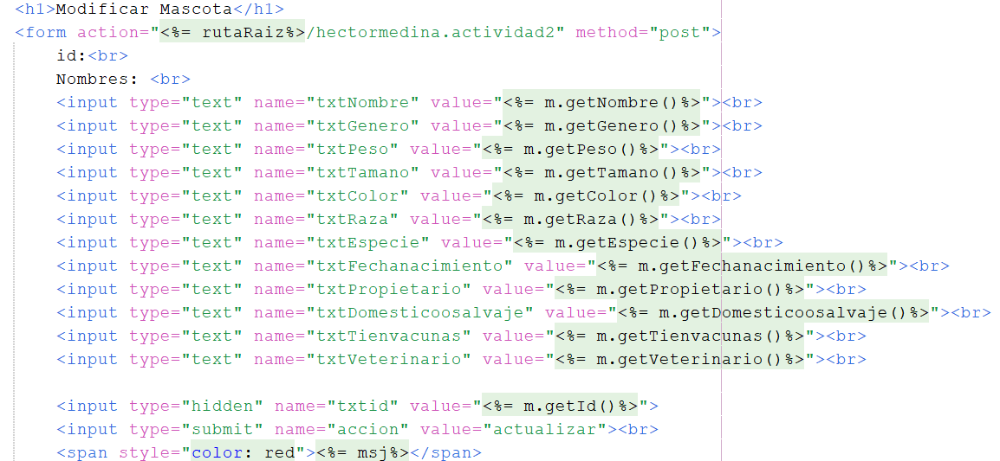 <h1>Modificar Mascota</h1>
<form action="<%= rutaRaiz%>/hectormedina.actividad2" method="post">
id:<br>
Nombres: <br>
<input type="text" name="txtNombre" value="<%= m.getNombre()%>"><br>
<input type="text" name="txtGenero" value="<%= m.getGenero()%>"><br>
<input type="text" name="txtPeso" value="<%= m.getPeso()%>"><br>
<input type="text" name="txtTamano" value="<%= m.getTamano()%>"><br>
<input type="text" name="txtColor" value="<%= m.getColor()%>"><br>
<input type="text" name="txtRaza" value="<%= m.getRaza()%>"><br>
<input type="text" name="txtEspecie" value="<%= m.getEspecie()%>"><br>
<input type="text" name="txtFechanacimiento" value="<%= m.getFechanacimiento()%>"><br>
<input type="text" name="txtPropietario" value="<%= m.getPropietario()%>"><br>
<input type="text" name="txtDomesticoosalvaje" value="<%= m.getDomesticoosalvaje()%>"><br>
<input type="text" name="txtTienvacunas" value="<%= m.getTienvacunas()%>"><br>
<input type="text" name="txtVeterinario" value="<%= m.getVeterinario()%>"><br>
<input type="hidden" name="txtid" value="<%= m.getId()%>">
<input type="submit" name="accion" value="actualizar"><br>
<span style="color: red"><%= msj%></span>